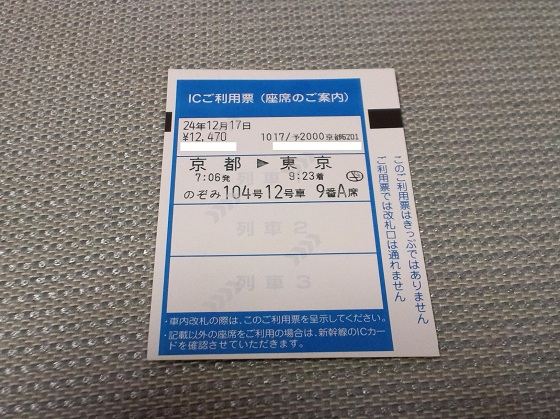 ICご利用票（座席のご案内）
24年12月17日
¥12,470
1017/予2000京都F6201
京都 ▶ 東京
7:06発 9:23着
のぞみ104号12号車 9番A席
列車2
列車3
・車内改札の際は、このご利用票を呈示してください。
・記載以外の座席をご利用の場合は、新幹線のICカー
ドを確認させていただきます。
このご利用票はきっぷではありません
ご利用票では改札口は通れません